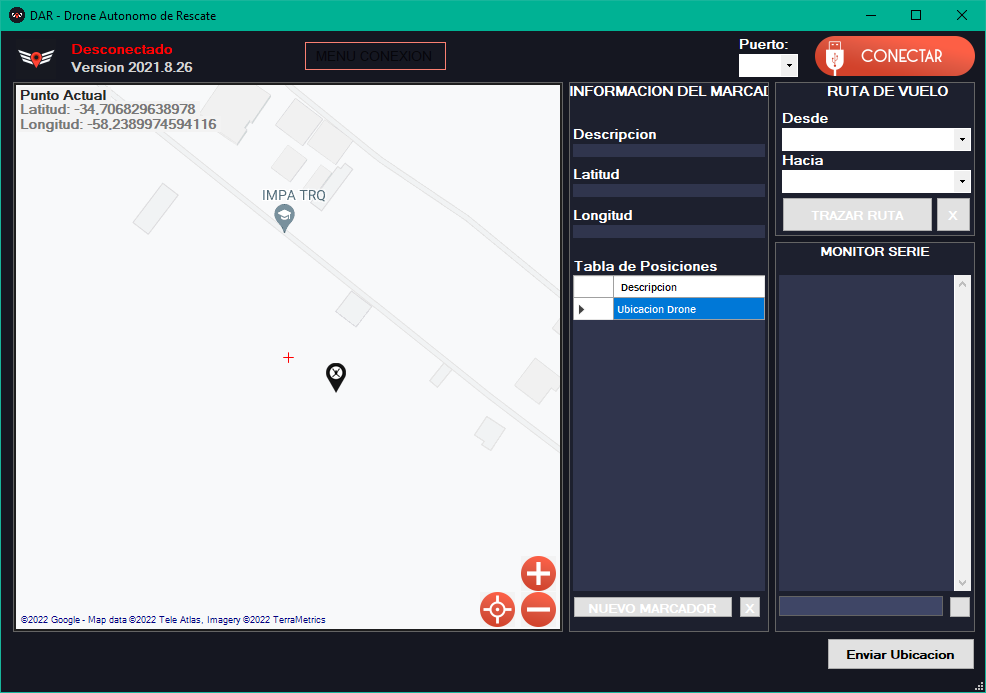 DAR - Drone Autonomo de Rescate
Desconectado
Version 2021.8.26
MENU CONEXION
Puerto:
CONECTAR
Punto Actual
Latitud: -34,706829638978
Longitud: -58,2389974594116
IMPA TRQ
©2022 Google - Map data ©2022 Tele Atlas, Imagery ©2022 TerraMetrics
INFORMACION DEL MARCAD
Descripcion
Latitud
Longitud
Tabla de Posiciones
Descripcion
Ubicacion Drone
NUEVO MARCADOR
X
RUTA DE VUELO
Desde
Hacia
TRAZAR RUTA
X
MONITOR SERIE
Enviar Ubicacion